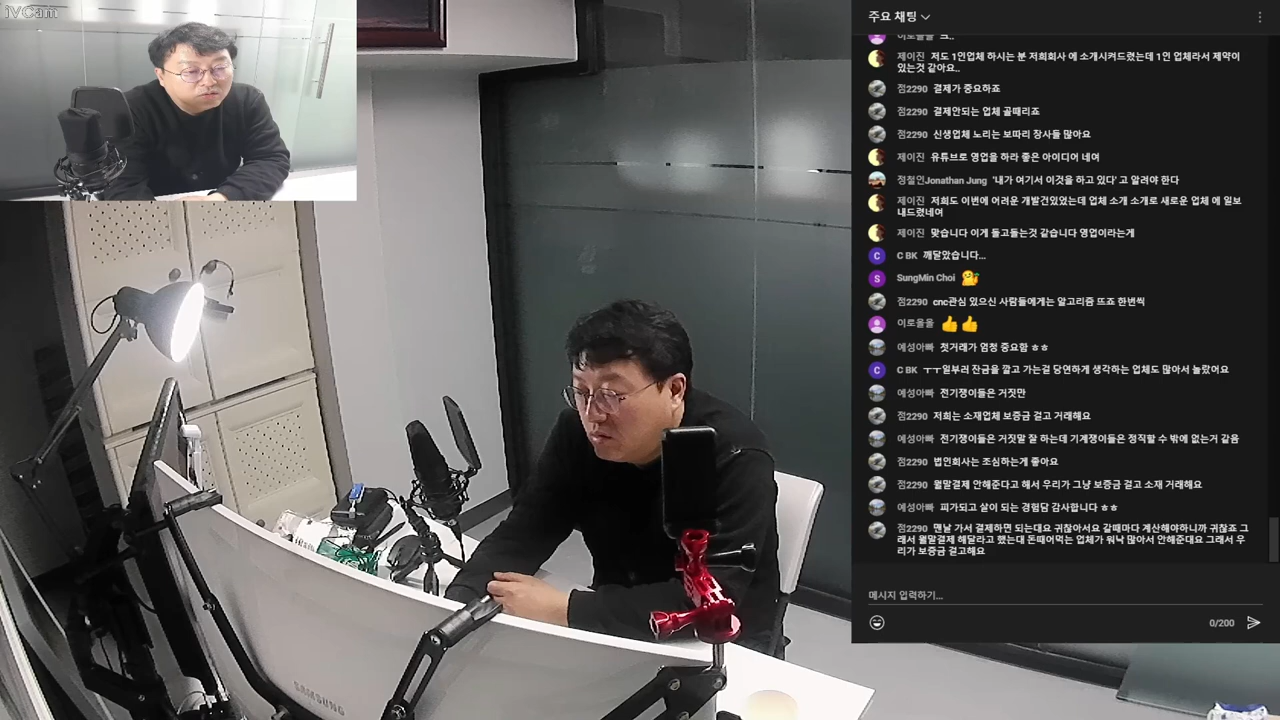 iVCam
주요 채팅
이로울울 크..
제이진 저도 1인업체 하시는 분 저희회사 에 소개시켜드렸는데 1인 업체라서 제약이
있는것 같아요..
점2290 결제가 중요하죠
점2290 결제안되는 업체 골때리죠
점2290 신생업체 노리는 보따리 장사들 많아요
제이진 유튜브로 영업을 하라 좋은 아이디어 네여
정철인Jonathan Jung '내가 여기서 이것을 하고 있다' 고 알려야 한다
제이진 저희도 이번에 어려운 개발건있었는데 업체 소개 소개로 새로운 업체 에 일보
내드렸네여
제이진 맞습니다 이게 돌고돌는것 같습니다 영업이라는게
C BK 깨달았습니다...
SungMin Choi
점2290 cnc관심 있으신 사람들에게는 알고리즘 뜨죠 한번씩
이로울울 👍👍
예성아빠 첫거래가 엄청 중요함 ㅎㅎ
C BK ㅜㅜ일부러 잔금을 깔고 가는걸 당연하게 생각하는 업체도 많아서 놀랐어요
예성아빠 전기쟁이들은 거짓만
점2290 저희는 소재업체 보증금 걸고 거래해요
예성아빠 전기쟁이들은 거짓말 잘 하는데 기계쟁이들은 정직할 수 밖에 없는거 같음
점2290 법인회사는 조심하는게 좋아요
점2290 월말결제 안해준다고 해서 우리가 그냥 보증금 걸고 소재 거래해요
예성아빠 피가되고 살이 되는 경험담 감사합니다 ㅎㅎ
점2290 맨날 가서 결제하면 되는대요 귀찮아서요 갈때마다 계산해야하니까 귀찮죠 그
래서 월말결제 해달라고 했는대 돈때어먹는 업체가 워낙 많아서 안해준대요 그래서 우
리가 보증금 걸고해요
메시지 입력하기...
0/200
SAMSUNG